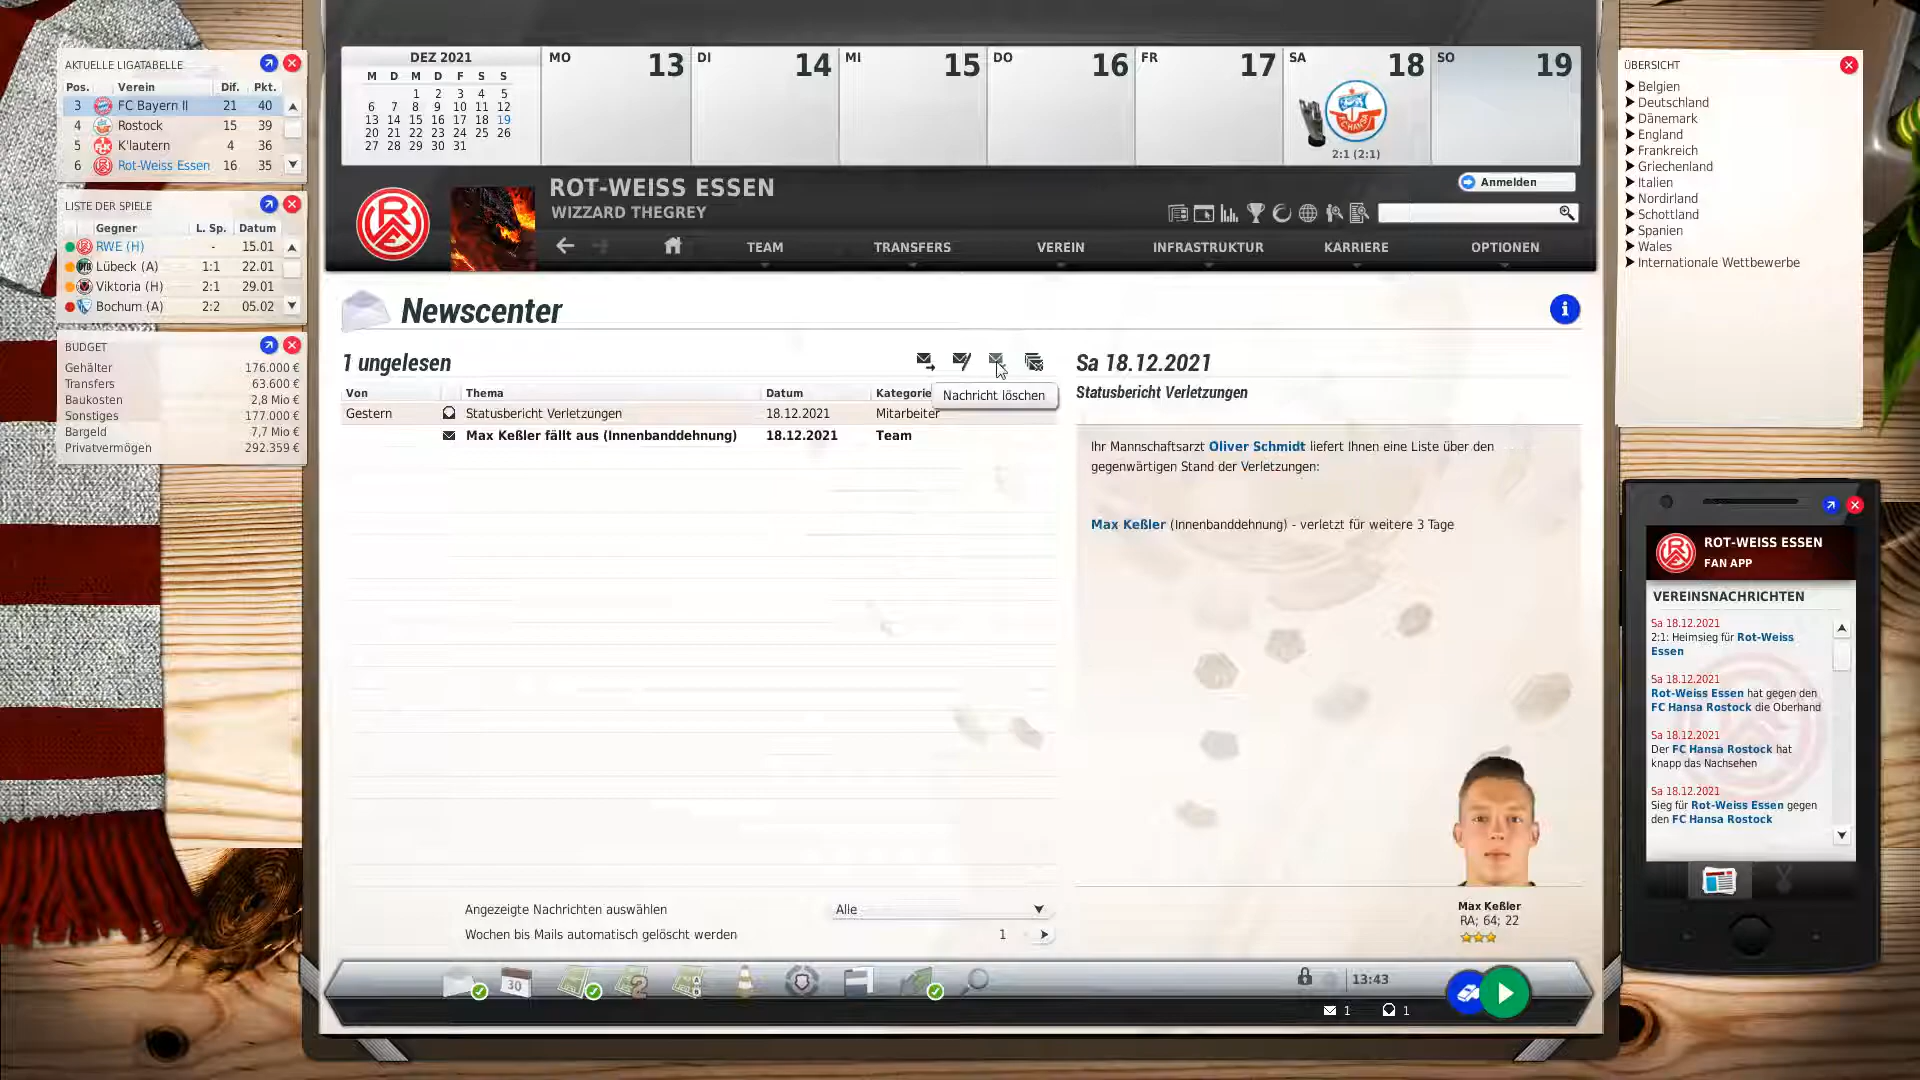 AKTUELLE LIGATABELLE
Pos. Verein Dif. Pkt.
3 FC Bayern II 21 40
4 Rostock 15 39
5 K'lautern 4 36
6 Rot-Weiss Essen 16 35
LISTE DER SPIELE
Gegner L. Sp. Datum
RWE (H) - 15.01
Lübeck (A) 1:1 22.01
Viktoria (H) 2:1 29.01
Bochum (A) 2:2 05.02
BUDGET
Gehälter 176.000 €
Transfers 63.600 €
Baukosten 2,8 Mio €
Sonstiges 177.000 €
Bargeld 7,7 Mio €
Privatvermögen 292.359 €
DEZ 2021
M D M D F S S
1 2 3 4 5
6 7 8 9 10 11 12
13 14 15 16 17 18 19
20 21 22 23 24 25 26
27 28 29 30 31
MO 13 DI 14 MI 15 DO 16 FR 17 SA 18 SO 19
FC HANSA
2:1 (2:1)
ROT-WEISS ESSEN
WIZZARD THEGREY
Anmelden
TEAM TRANSFERS VEREIN INFRASTRUKTUR KARRIERE OPTIONEN
Newscenter
1 ungelesen
Von Thema Datum Kategorie
Nachricht löschen
Gestern Statusbericht Verletzungen 18.12.2021 Mitarbeiter
Max Keßler fällt aus (Innenbanddehnung) 18.12.2021 Team
Angezeigte Nachrichten auswählen Alle
Wochen bis Mails automatisch gelöscht werden 1
Sa 18.12.2021
Statusbericht Verletzungen
Ihr Mannschaftsarzt Oliver Schmidt liefert Ihnen eine Liste über den
gegenwärtigen Stand der Verletzungen:
Max Keßler (Innenbanddehnung) - verletzt für weitere 3 Tage
Max Keßler
RA; 64; 22
30
13:43
1 1
ÜBERSICHT
Belgien
Deutschland
Dänemark
England
Frankreich
Griechenland
Italien
Nordirland
Schottland
Spanien
Wales
Internationale Wettbewerbe
ROT-WEISS ESSEN
FAN APP
VEREINSNACHRICHTEN
Sa 18.12.2021
2:1: Heimsieg für Rot-Weiss
Essen
Sa 18.12.2021
Rot-Weiss Essen hat gegen den
FC Hansa Rostock die Oberhand
Sa 18.12.2021
Der FC Hansa Rostock hat
knapp das Nachsehen
Sa 18.12.2021
Sieg für Rot-Weiss Essen gegen
den FC Hansa Rostock